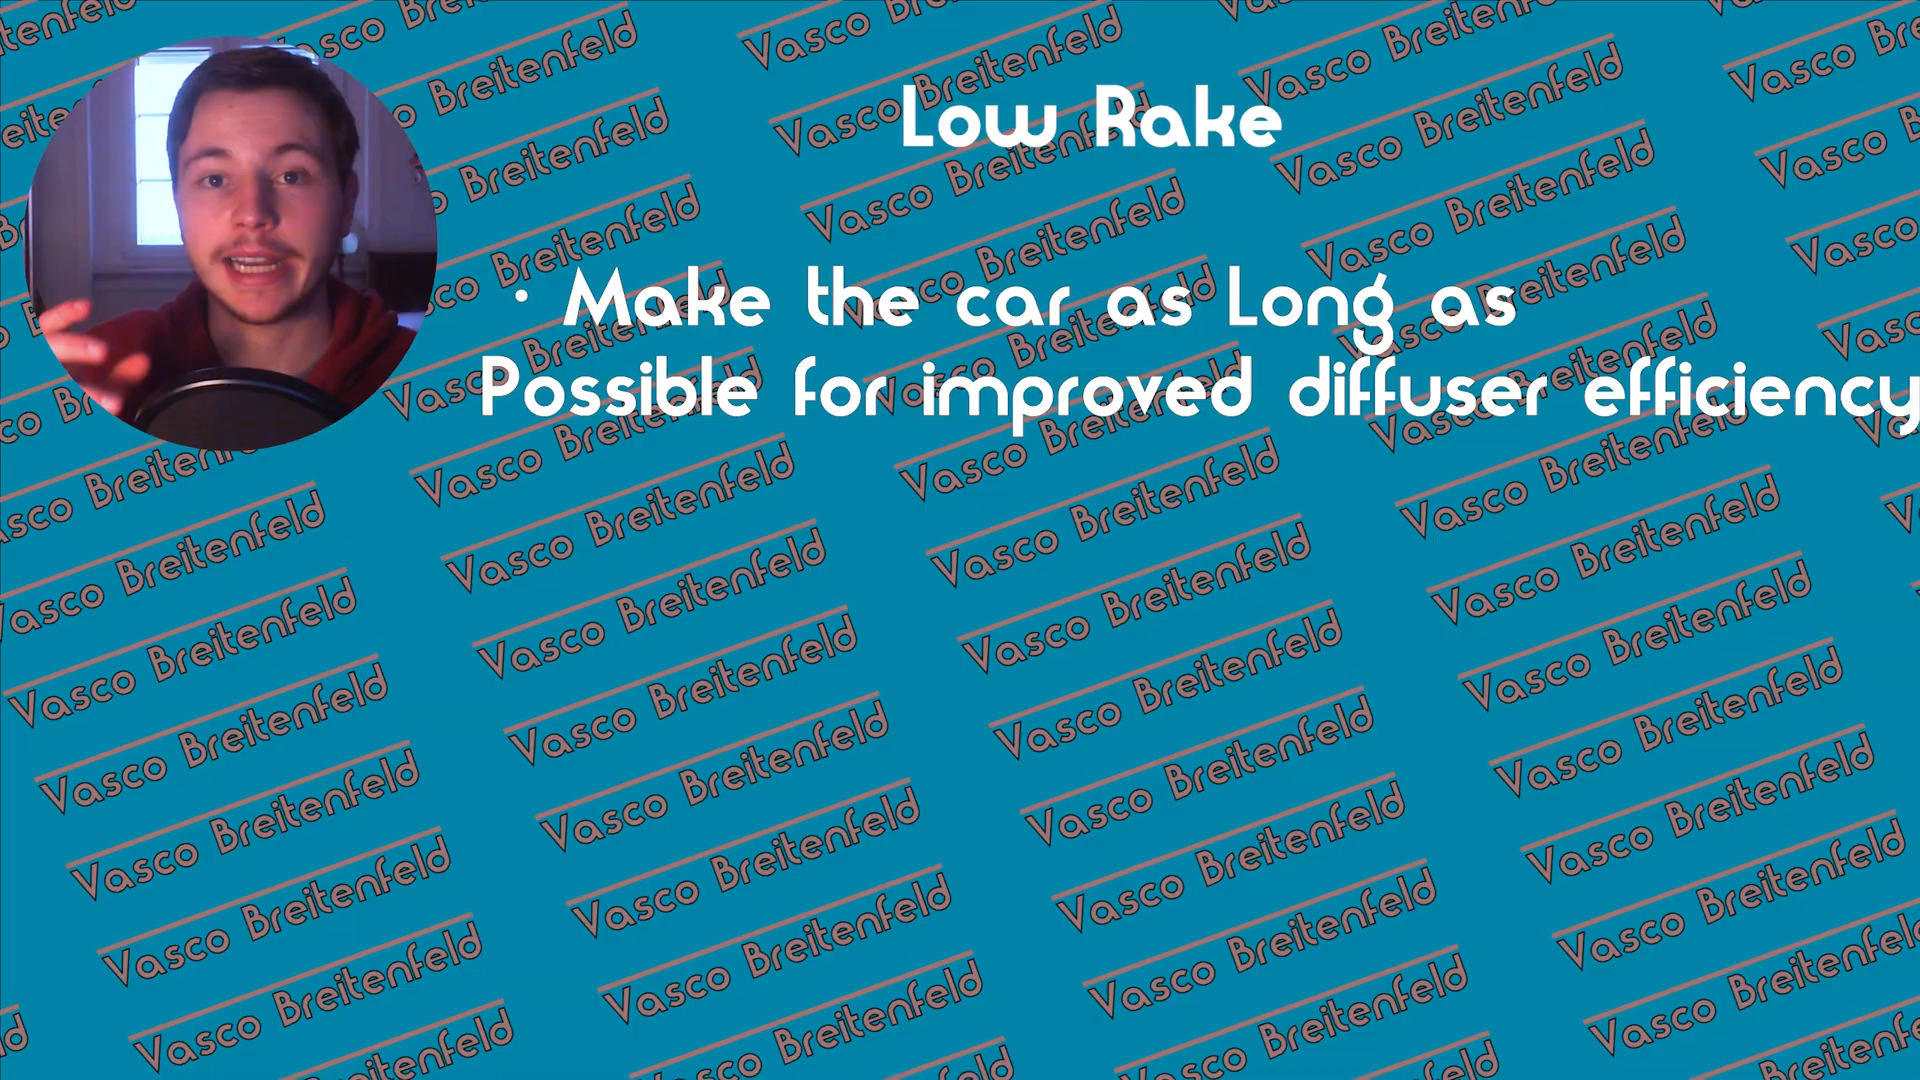 Low Rake
· Make the car as Long as
Possible for improved diffuser efficiency
Vasco Breitenfeld